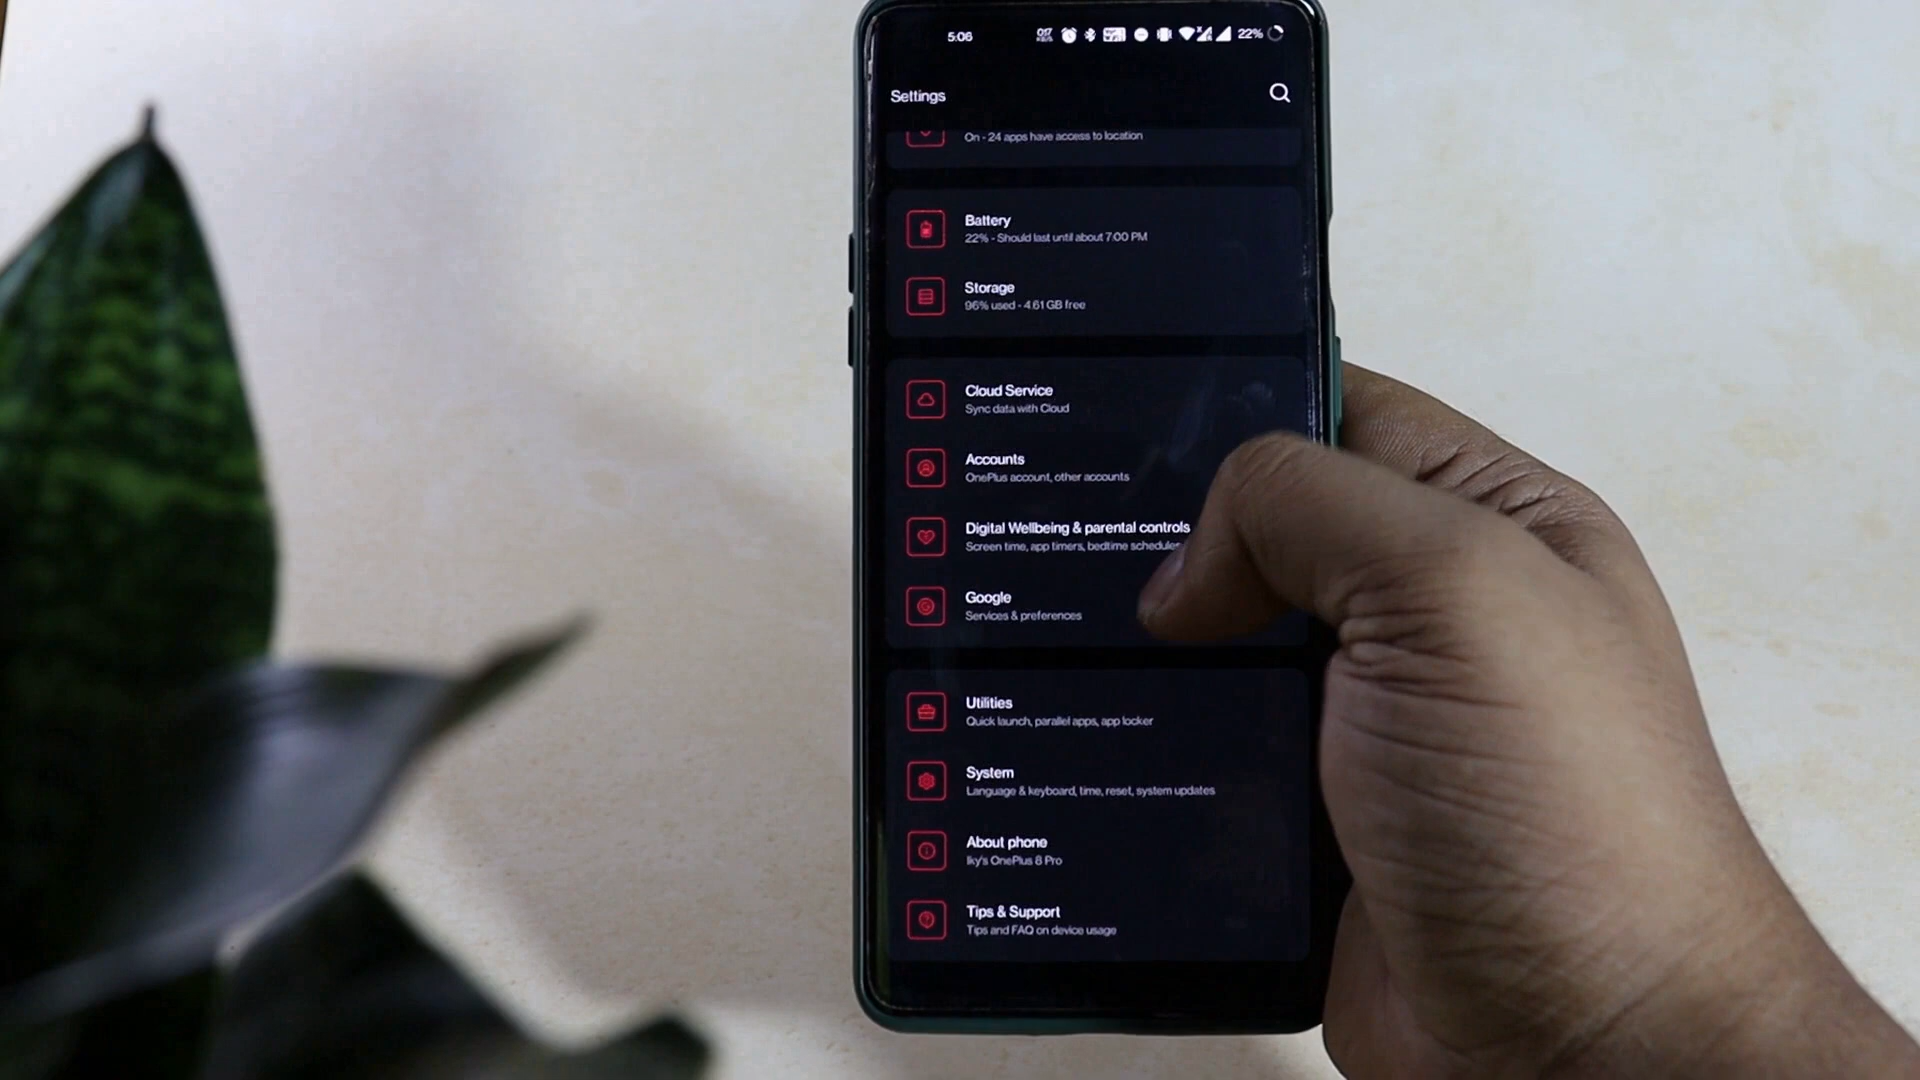 5:06
22%
Settings
On - 24 apps have access to location
Battery
22% - Should last until about 7:00 PM
Storage
96% used - 4.61 GB free
Cloud Service
Sync data with Cloud
Accounts
OnePlus account, other accounts
Digital Wellbeing & parental controls
Screen time, app timers, bedtime schedules
Google
Services & preferences
Utilities
Quick launch, parallel apps, app locker
System
Language & keyboard, time, reset, system updates
About phone
Iky's OnePlus 8 Pro
Tips & Support
Tips and FAQ on device usage